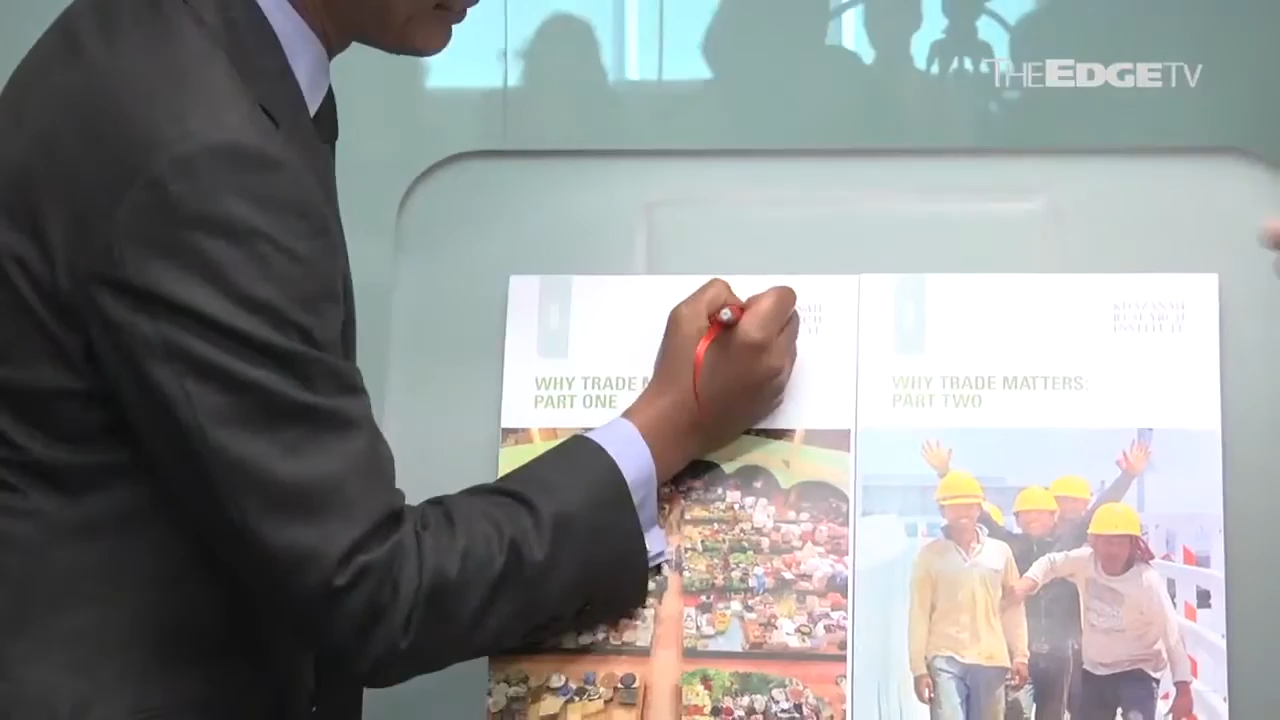 THEEDGETV
KHAZANAH
RESEARCH
INSTITUTE
WHY TRADE
PART ONE
WHY TRADE MATTERS:
PART TWO